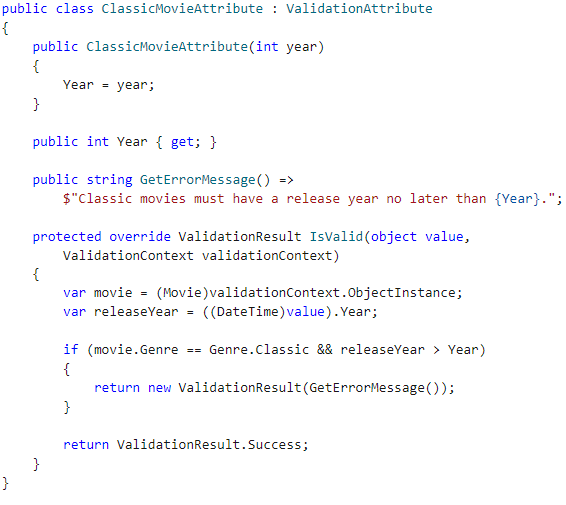 public class ClassicMovieAttribute : ValidationAttribute
{
    public ClassicMovieAttribute(int year)
    {
        Year = year;
    }

    public int Year { get; }

    public string GetErrorMessage() =>
        $"Classic movies must have a release year no later than {Year}.";

    protected override ValidationResult IsValid(object value,
        ValidationContext validationContext)
    {
        var movie = (Movie)validationContext.ObjectInstance;
        var releaseYear = ((DateTime)value).Year;

        if (movie.Genre == Genre.Classic && releaseYear > Year)
        {
            return new ValidationResult(GetErrorMessage());
        }

        return ValidationResult.Success;
    }
}